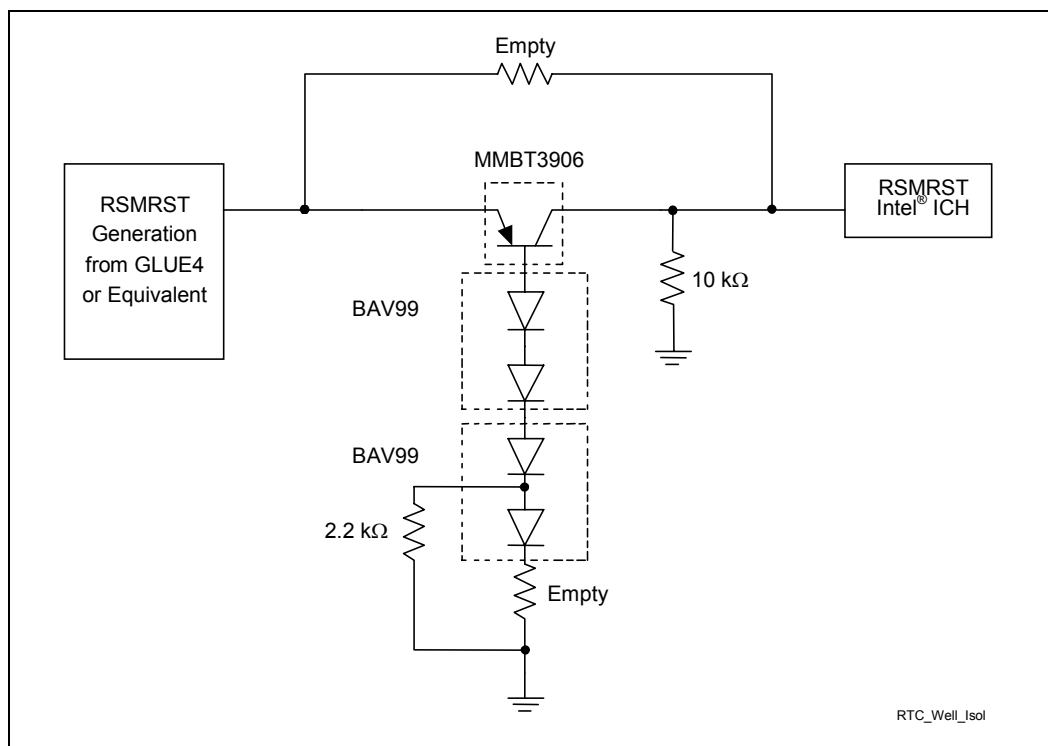 Empty
MMBT3906
RSMRST
Generation
from GLUE4
or Equivalent
RSMRST
Intel® ICH
10 kΩ
BAV99
BAV99
2.2 kΩ
Empty
RTC_Well_Isol